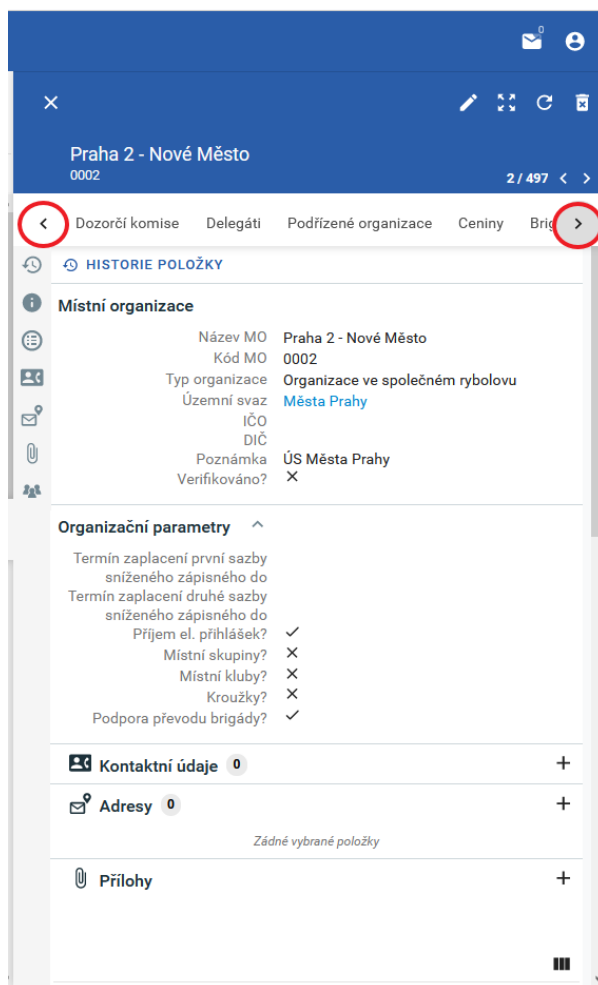 0
Praha 2 - Nové Město
0002
2 / 497
Dozorčí komise Delegáti Podřízené organizace Ceniny Brig
HISTORIE POLOŽKY
Místní organizace
Název MO Praha 2 - Nové Město
Kód MO 0002
Typ organizace Organizace ve společném rybolovu
Územní svaz Města Prahy
IČO
DIČ
Poznámka ÚS Města Prahy
Verifikováno?
Organizační parametry
Termín zaplacení první sazby
sníženého zápisného do
Termín zaplacení druhé sazby
sníženého zápisného do
Příjem el. přihlášek?
Místní skupiny?
Místní kluby?
Kroužky?
Podpora převodu brigády?
Kontaktní údaje 0
Adresy 0
Zádné vybrané položky
Přílohy